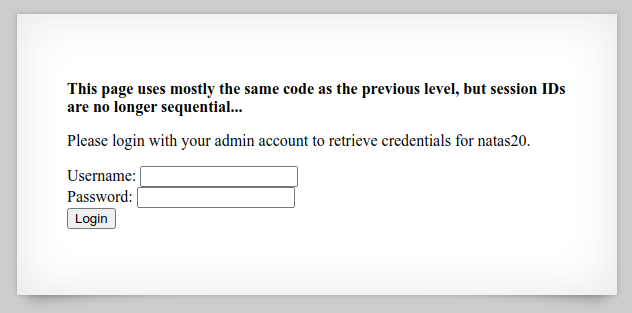 This page uses mostly the same code as the previous level, but session IDs
are no longer sequential...
Please login with your admin account to retrieve credentials for natas20.
Username:
Password:
Login